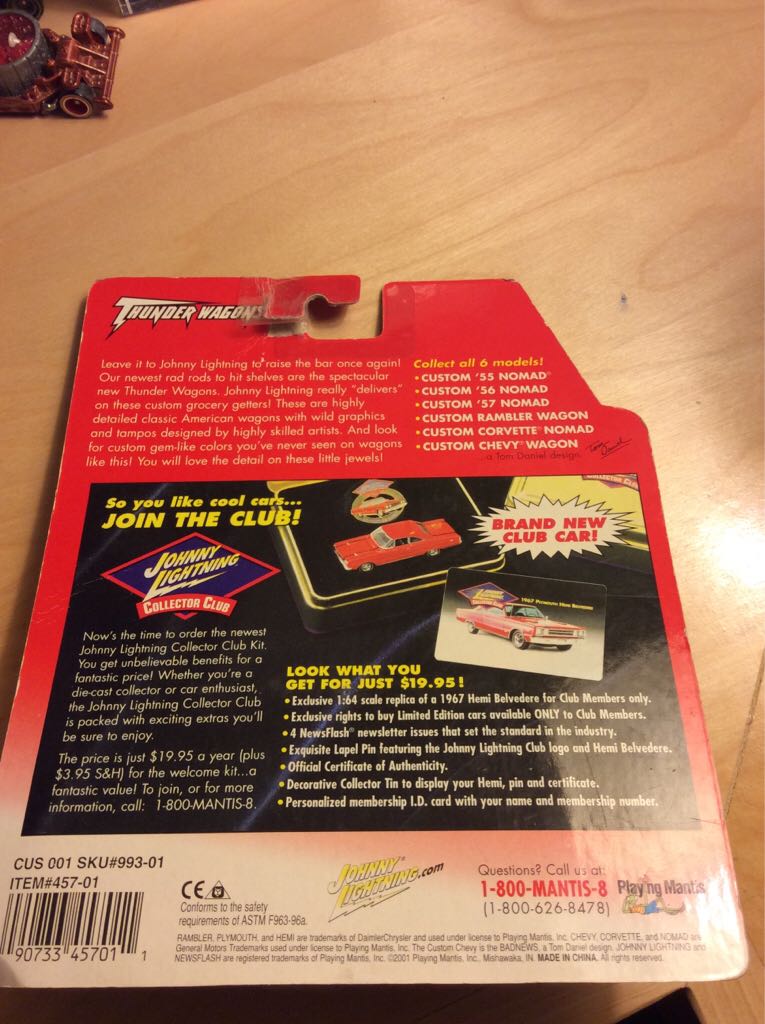 THUNDER WAGONS
Leave it to Johnny Lightning to raise the bar once again!
Our newest rad rods to hit shelves are the spectacular
new Thunder Wagons. Johnny Lightning really "delivers"
on these custom grocery getters! These are highly
detailed classic American wagons with wild graphics
and tampos designed by highly skilled artists. And look
for custom gem-like colors you've never seen on wagons
like this! You will love the detail on these little jewels!
Collect all 6 models!
• CUSTOM '55 NOMAD®
• CUSTOM '56 NOMAD
• CUSTOM '57 NOMAD
• CUSTOM RAMBLER WAGON
• CUSTOM CORVETTE® NOMAD
• CUSTOM CHEVY® WAGON
...a Tom Daniel design.
Tom Daniel
So you like cool cars...
JOIN THE CLUB!
JOHNNY
LIGHTNING
COLLECTOR CLUB
Now's the time to order the newest
Johnny Lightning Collector Club Kit.
You get unbelievable benefits for a
fantastic price! Whether you're a
die-cast collector or car enthusiast,
the Johnny Lightning Collector Club
is packed with exciting extras you'll
be sure to enjoy.
The price is just $19.95 a year (plus
$3.95 S&H) for the welcome kit...a
fantastic value! To join, or for more
information, call: 1-800-MANTIS-8.
COLLECTOR CLUB
BRAND NEW
CLUB CAR!
1967 PLYMOUTH HEMI BELVEDERE
LOOK WHAT YOU
GET FOR JUST $19.95!
• Exclusive 1:64 scale replica of a 1967 Hemi Belvedere for Club Members only.
• Exclusive rights to buy Limited Edition cars available ONLY to Club Members.
• 4 NewsFlash® newsletter issues that set the standard in the industry.
• Exquisite Lapel Pin featuring the Johnny Lightning Club logo and Hemi Belvedere.
• Official Certificate of Authenticity.
• Decorative Collector Tin to display your Hemi, pin and certificate.
• Personalized membership I.D. card with your name and membership number.
CUS 001 SKU#993-01
ITEM#457-01
90733 45701 1
CE
Conforms to the safety
requirements of ASTM F963-96a.
JOHNNY
LIGHTNING.com
Questions? Call us at:
1-800-MANTIS-8
(1-800-626-8478)
Playing Mantis
RAMBLER, PLYMOUTH, and HEMI are trademarks of DaimlerChrysler and used under license to Playing Mantis, Inc. CHEVY, CORVETTE, and NOMAD are
General Motors Trademarks used under license to Playing Mantis, Inc. The Custom Chevy is the BADNEWS, a Tom Daniel design. JOHNNY LIGHTNING and
NEWSFLASH are registered trademarks of Playing Mantis, Inc. ©2001 Playing Mantis, Inc., Mishawaka, IN. MADE IN CHINA. All rights reserved.